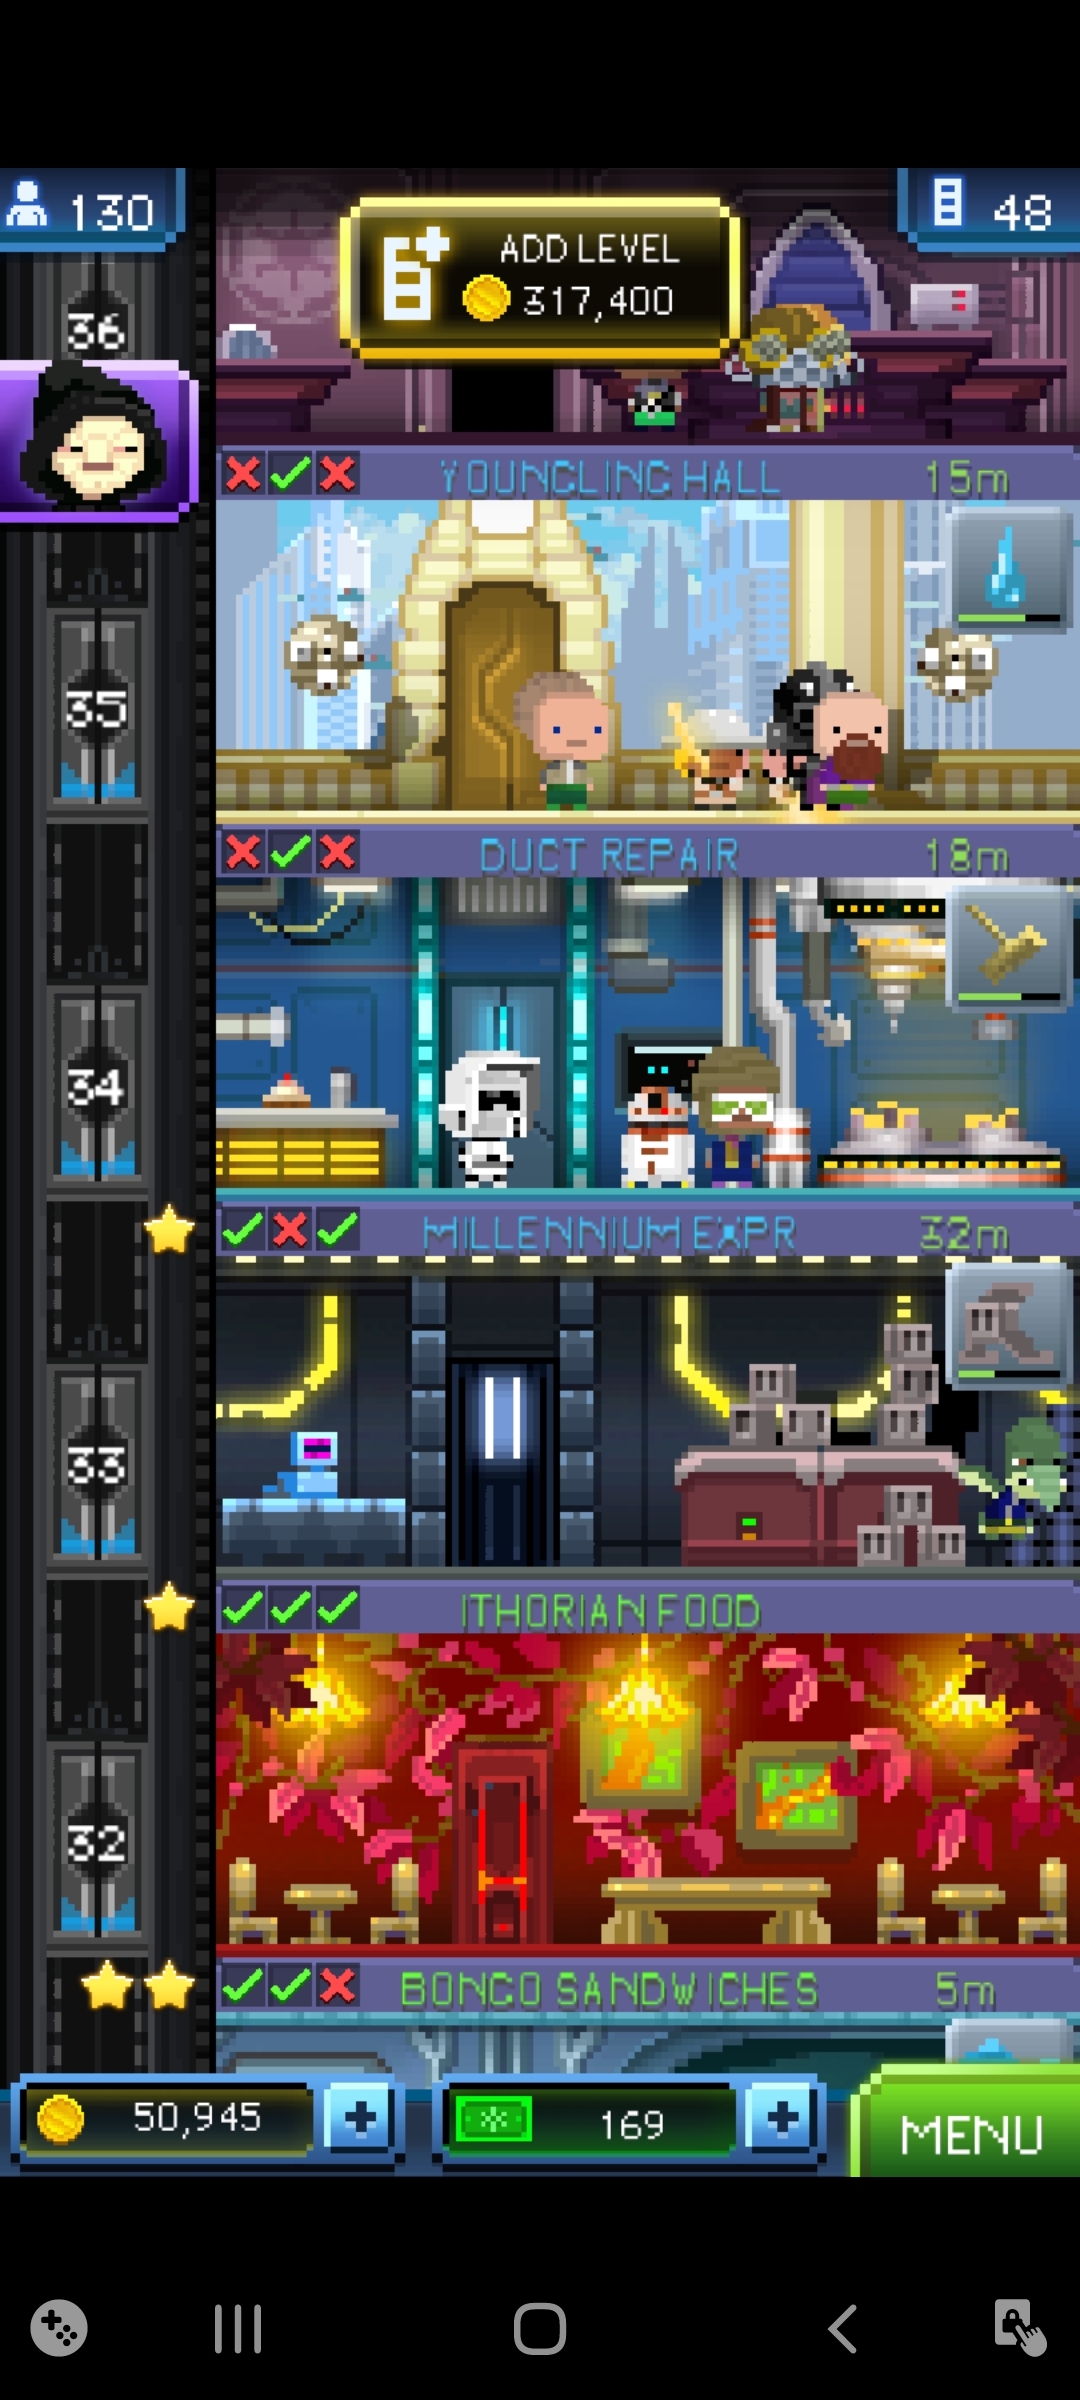 130
ADD LEVEL
317,400
48
36
YOUNGLING HALL
15m
35
DUCT REPAIR
18m
34
MILLENNIUM EXPR
32m
33
ITHORIAN FOOD
32
BONGO SANDWICHES
5m
50,945
169
MENU